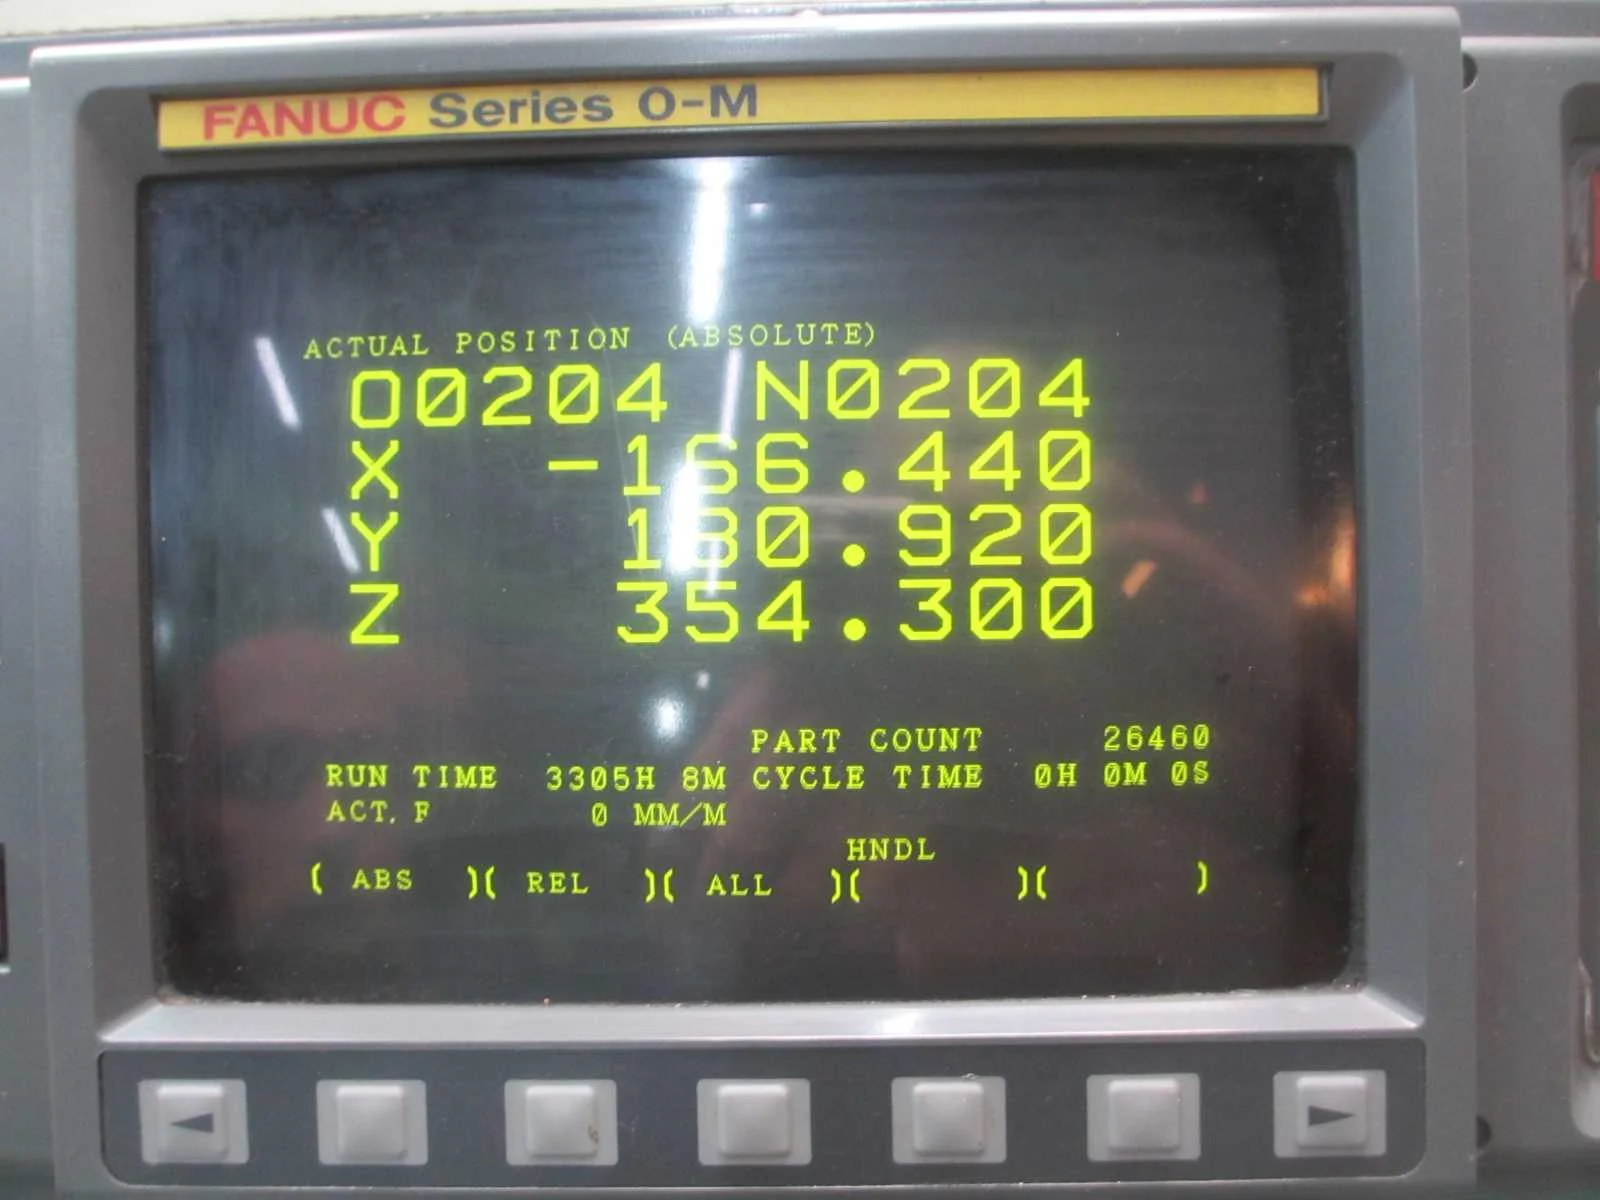 FANUC Series O-M
ACTUAL POSITION (ABSOLUTE)
O0204 N0204
X -166.440
Y 180.920
Z 354.300
PART COUNT 26460
RUN TIME 3305H 8M CYCLE TIME 0H 0M 0S
ACT. F 0 MM/M
HNDL
( ABS )( REL )( ALL )( )( )